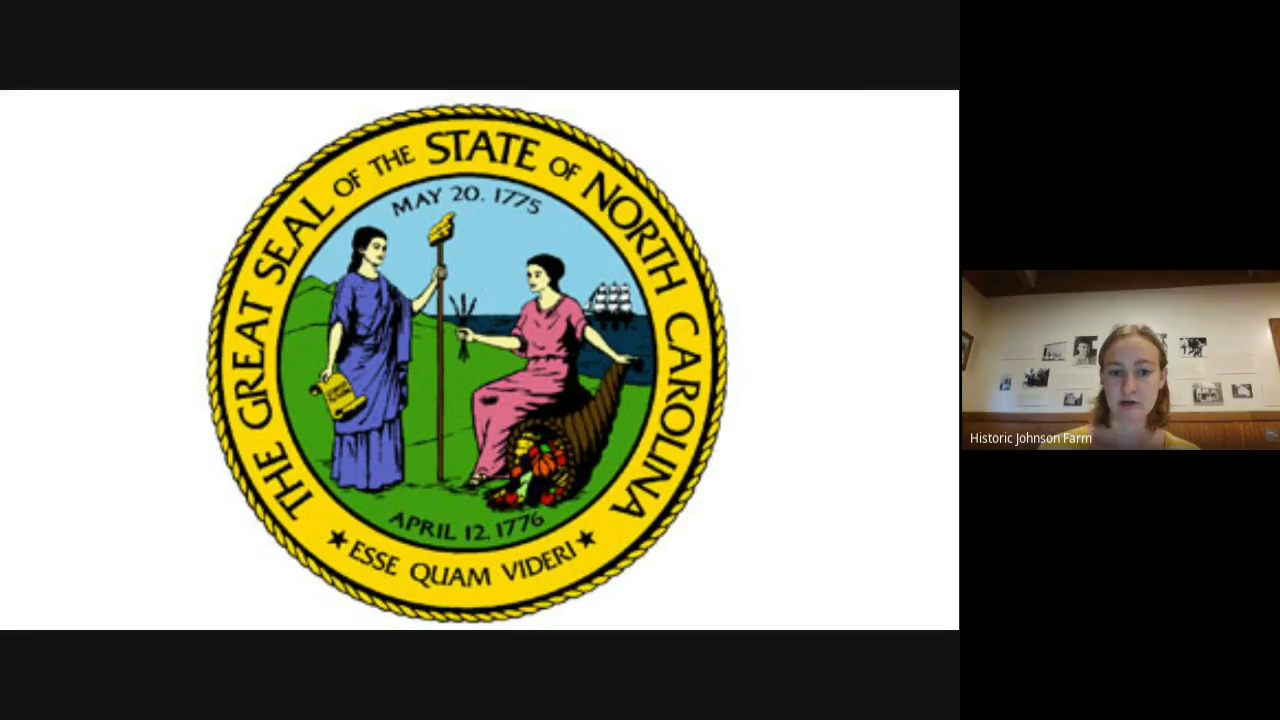 THE GREAT SEAL OF THE STATE OF NORTH CAROLINA
MAY 20, 1775
APRIL 12, 1776
★ ESSE QUAM VIDERI ★
Historic Johnson Farm